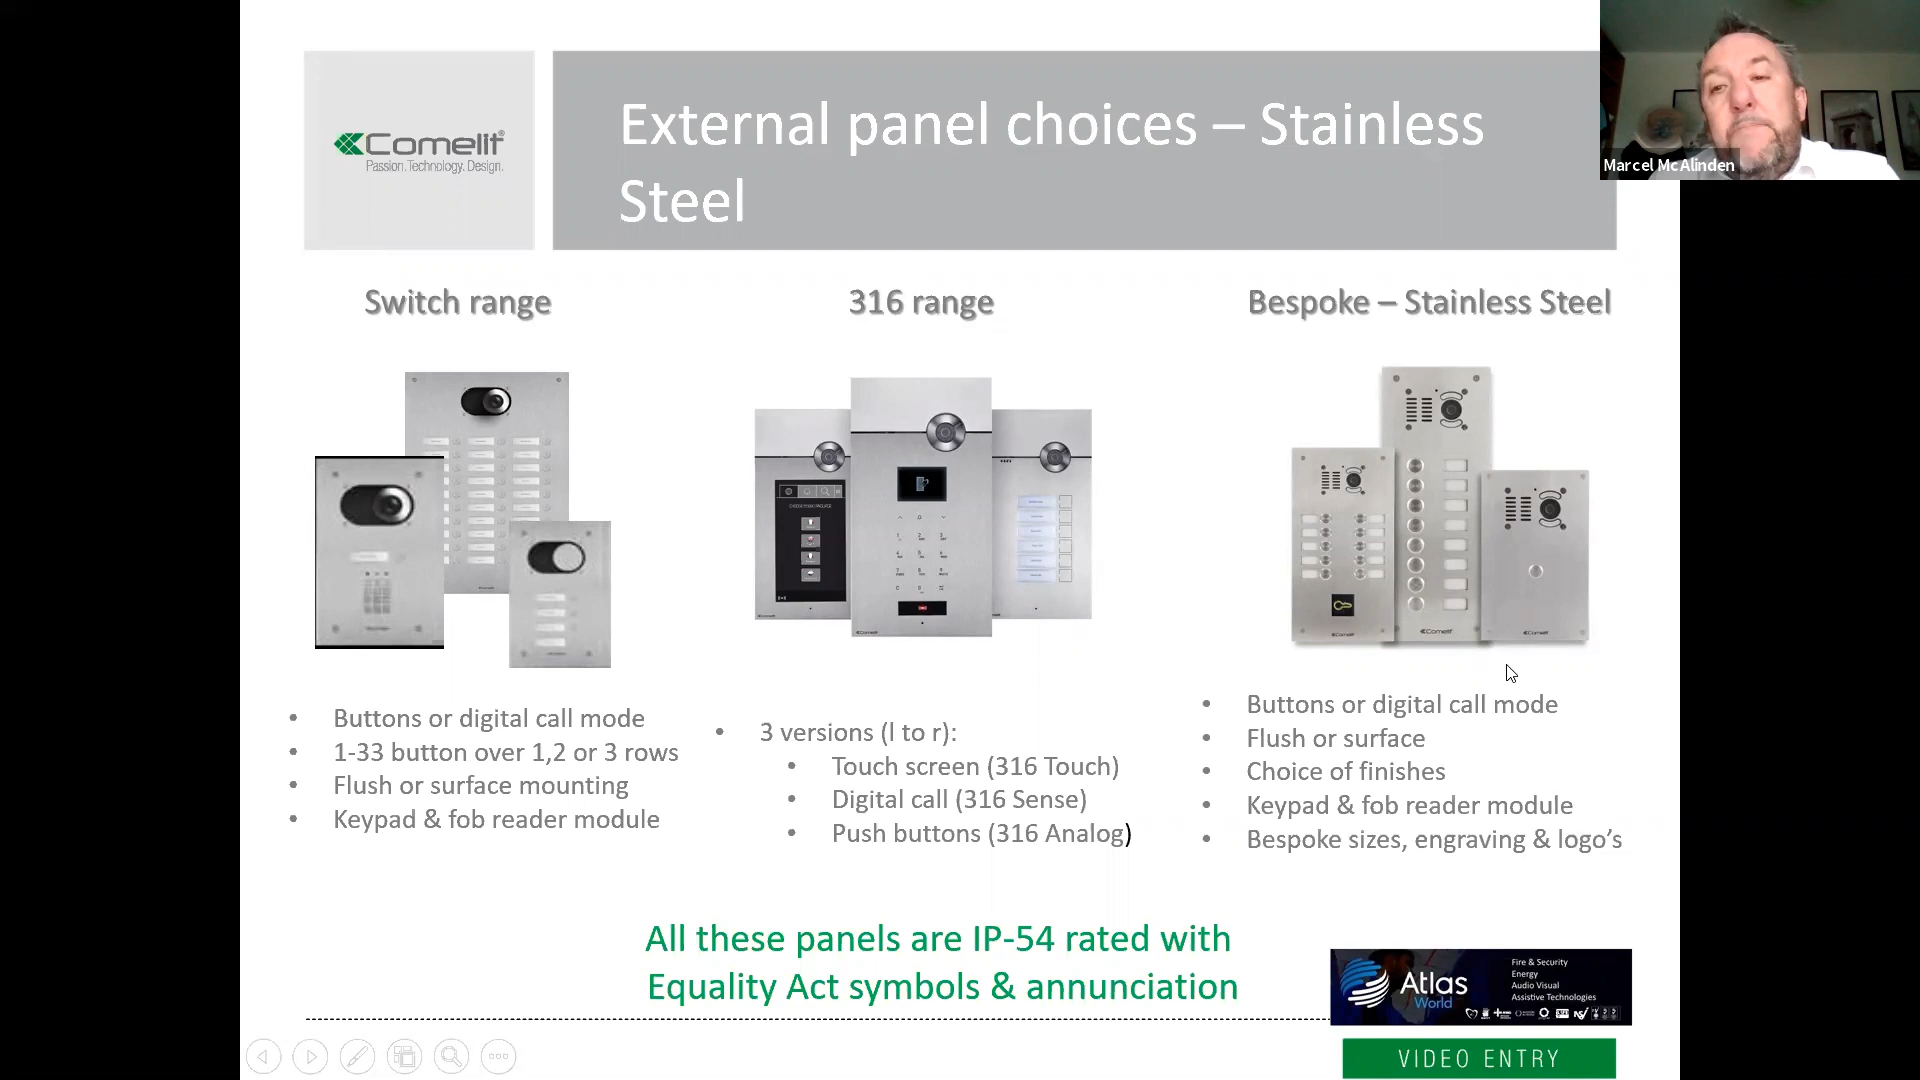 Comelit®
Passion. Technology. Design.
External panel choices – Stainless
Steel
Marcel McAlinden
Switch range
316 range
Bespoke – Stainless Steel
Comelit
Comelit
Comelit
Comelit
Comelit
• Buttons or digital call mode
• 1-33 button over 1,2 or 3 rows
• Flush or surface mounting
• Keypad & fob reader module
• 3 versions (l to r):
• Touch screen (316 Touch)
• Digital call (316 Sense)
• Push buttons (316 Analog)
• Buttons or digital call mode
• Flush or surface
• Choice of finishes
• Keypad & fob reader module
• Bespoke sizes, engraving & logo’s
All these panels are IP-54 rated with
Equality Act symbols & annunciation
Atlas
World
Fire & Security
Energy
Audio Visual
Assistive Technologies
VIDEO ENTRY